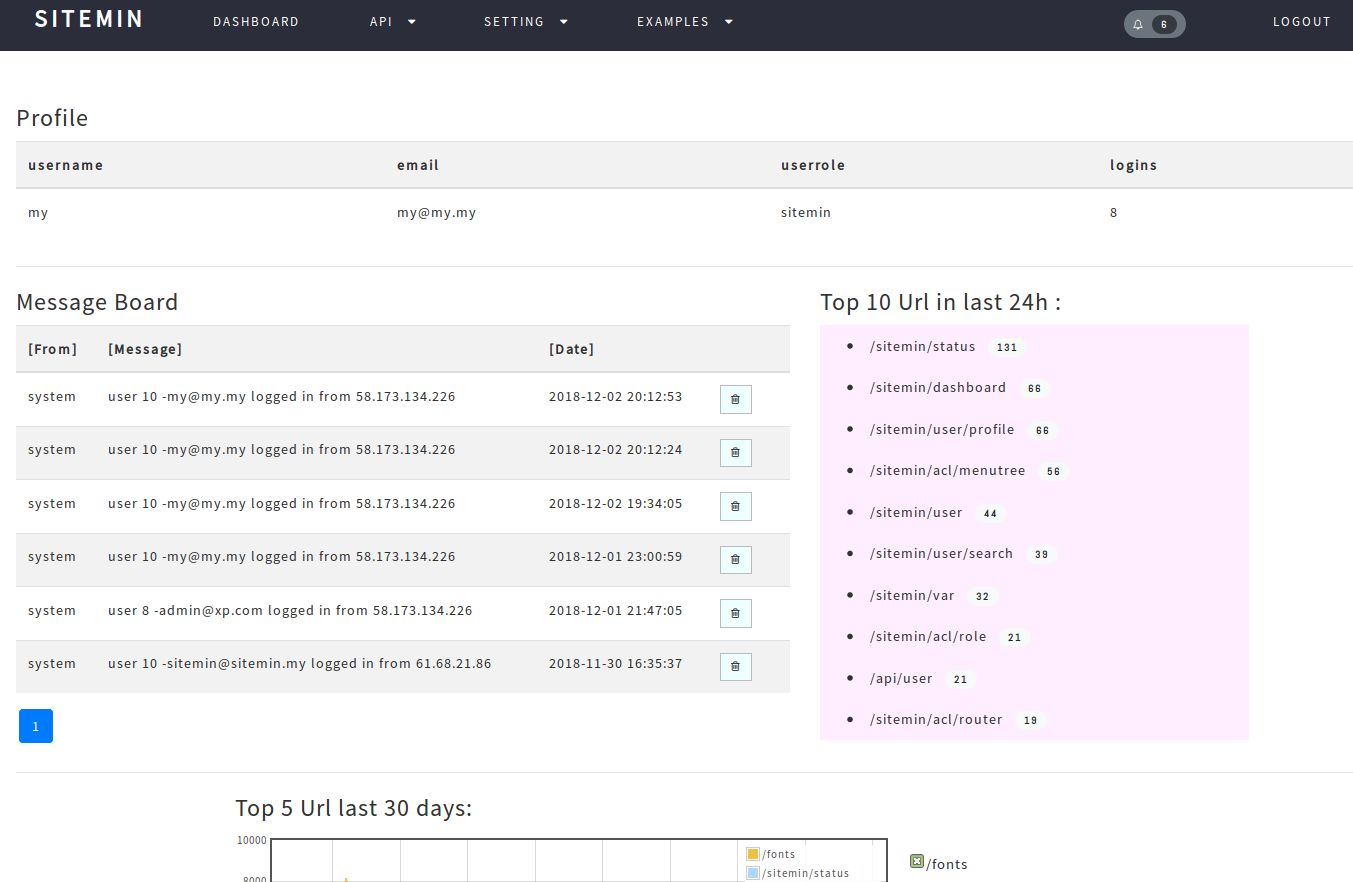 SITEMIN DASHBOARD API SETTING EXAMPLES 6 LOGOUT
Profile
username email userrole logins
my my@my.my sitemin 8
Message Board
[From] [Message] [Date]
system user 10 -my@my.my logged in from 58.173.134.226 2018-12-02 20:12:53
system user 10 -my@my.my logged in from 58.173.134.226 2018-12-02 20:12:24
system user 10 -my@my.my logged in from 58.173.134.226 2018-12-02 19:34:05
system user 10 -my@my.my logged in from 58.173.134.226 2018-12-01 23:00:59
system user 8 -admin@xp.com logged in from 58.173.134.226 2018-12-01 21:47:05
system user 10 -sitemin@sitemin.my logged in from 61.68.21.86 2018-11-30 16:35:37
1
Top 10 Url in last 24h :
/sitemin/status 131
/sitemin/dashboard 66
/sitemin/user/profile 66
/sitemin/acl/menutree 56
/sitemin/user 44
/sitemin/user/search 39
/sitemin/var 32
/sitemin/acl/role 21
/api/user 21
/sitemin/acl/router 19
Top 5 Url last 30 days:
10000
8000
/fonts
/sitemin/status
/fonts